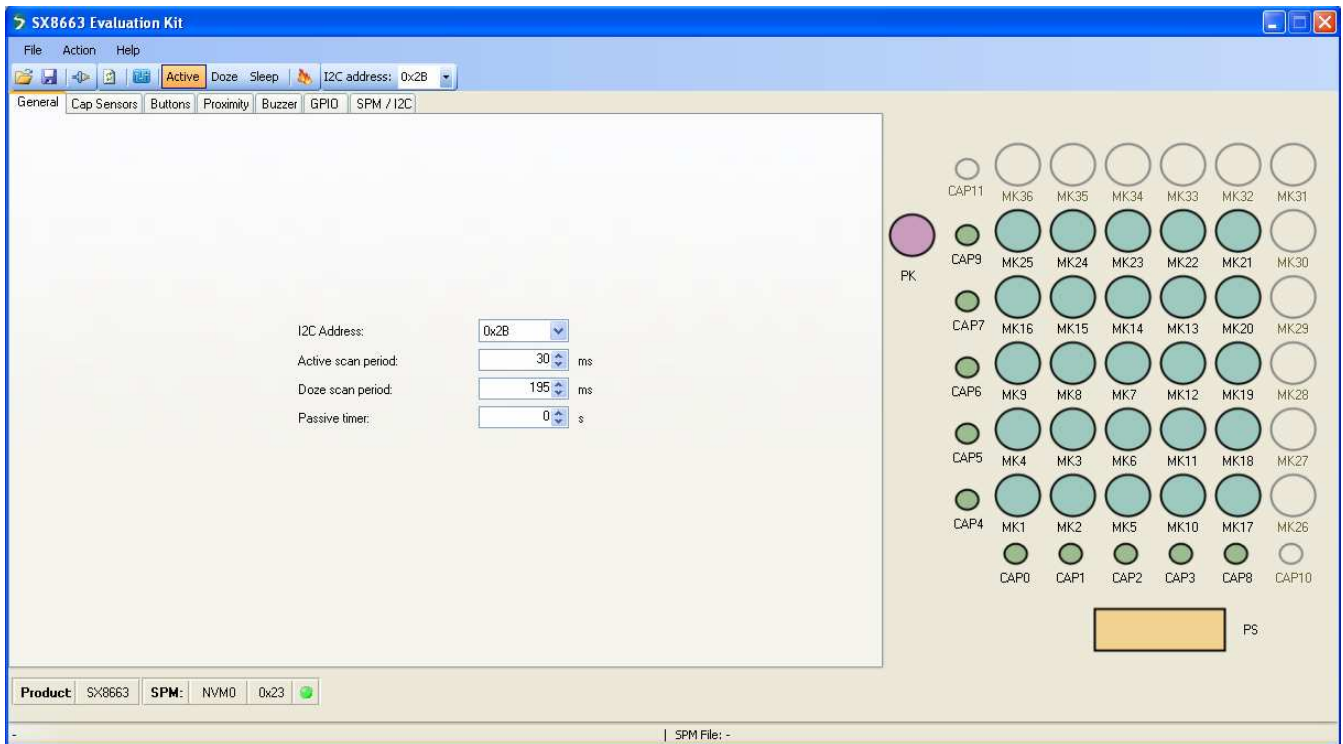 SX8663 Evaluation Kit
File Action Help
Active Doze Sleep I2C address: 0x2B
General Cap Sensors Buttons Proximity Buzzer GPIO SPM / I2C
I2C Address: 0x2B
Active scan period: 30 ms
Doze scan period: 195 ms
Passive timer: 0 s
CAP11 MK36 MK35 MK34 MK33 MK32 MK31
PK
CAP9 MK25 MK24 MK23 MK22 MK21 MK30
CAP7 MK16 MK15 MK14 MK13 MK20 MK29
CAP6 MK9 MK8 MK7 MK12 MK19 MK28
CAP5 MK4 MK3 MK6 MK11 MK18 MK27
CAP4 MK1 MK2 MK5 MK10 MK17 MK26
CAP0 CAP1 CAP2 CAP3 CAP8 CAP10
PS
Product: SX8663 SPM: NVM0 0x23
- | SPM File: -